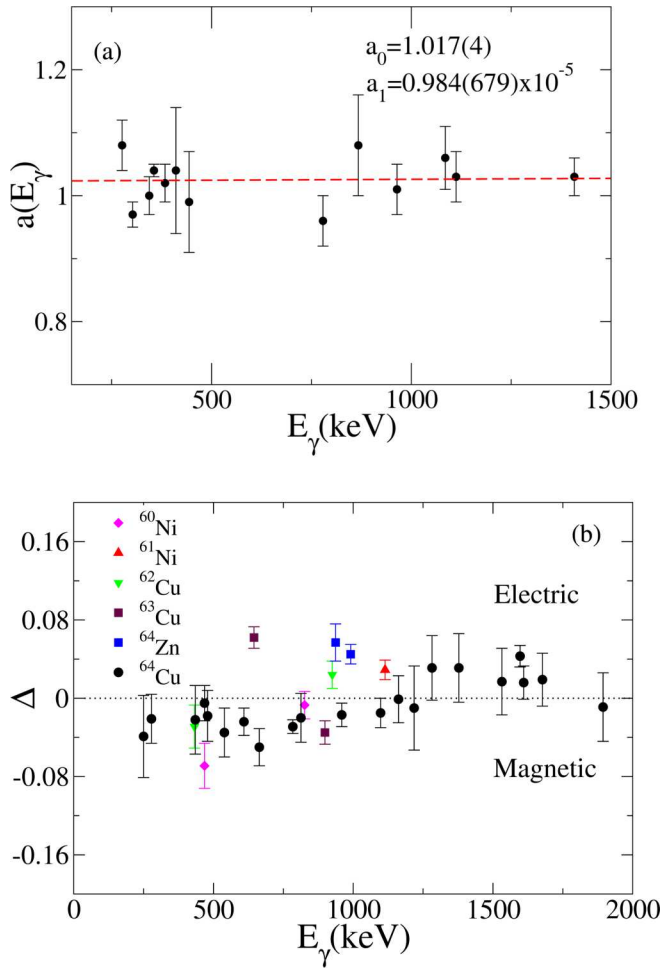 (a)
a₀=1.017(4)
a₁=0.984(679)x10⁻⁵
1.2
1
0.8
a(Eᵧ)
500 1000 1500
Eᵧ(keV)
(b)
⁶⁰Ni
⁶¹Ni
⁶²Cu
⁶³Cu
⁶⁴Zn
⁶⁴Cu
Electric
Magnetic
0.16
0.08
0
-0.08
-0.16
Δ
0 500 1000 1500 2000
Eᵧ(keV)